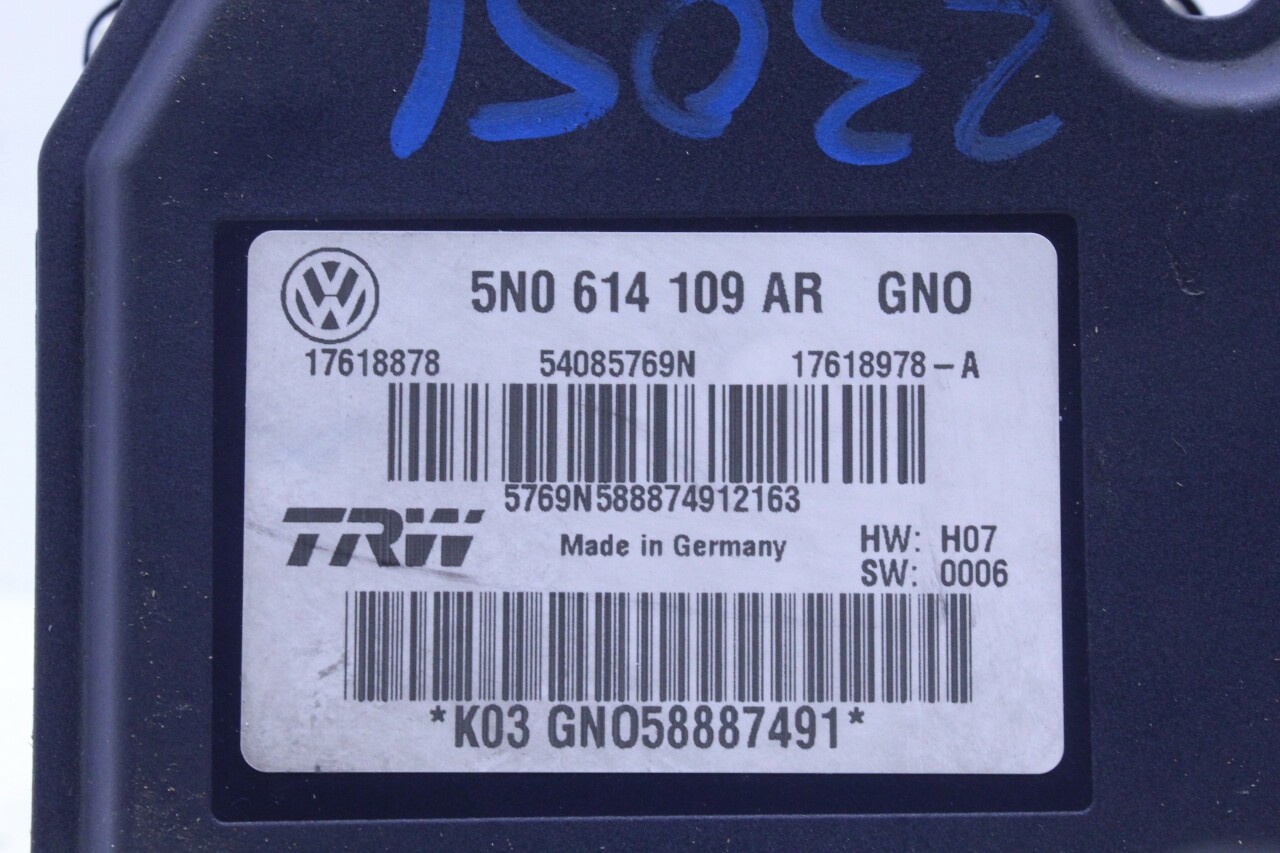 5N0 614 109 AR GNO
17618878 54085769N 17618978-A
5769N588874912163
TRW Made in Germany HW: H07
SW: 0006
*K03 GNO58887491*